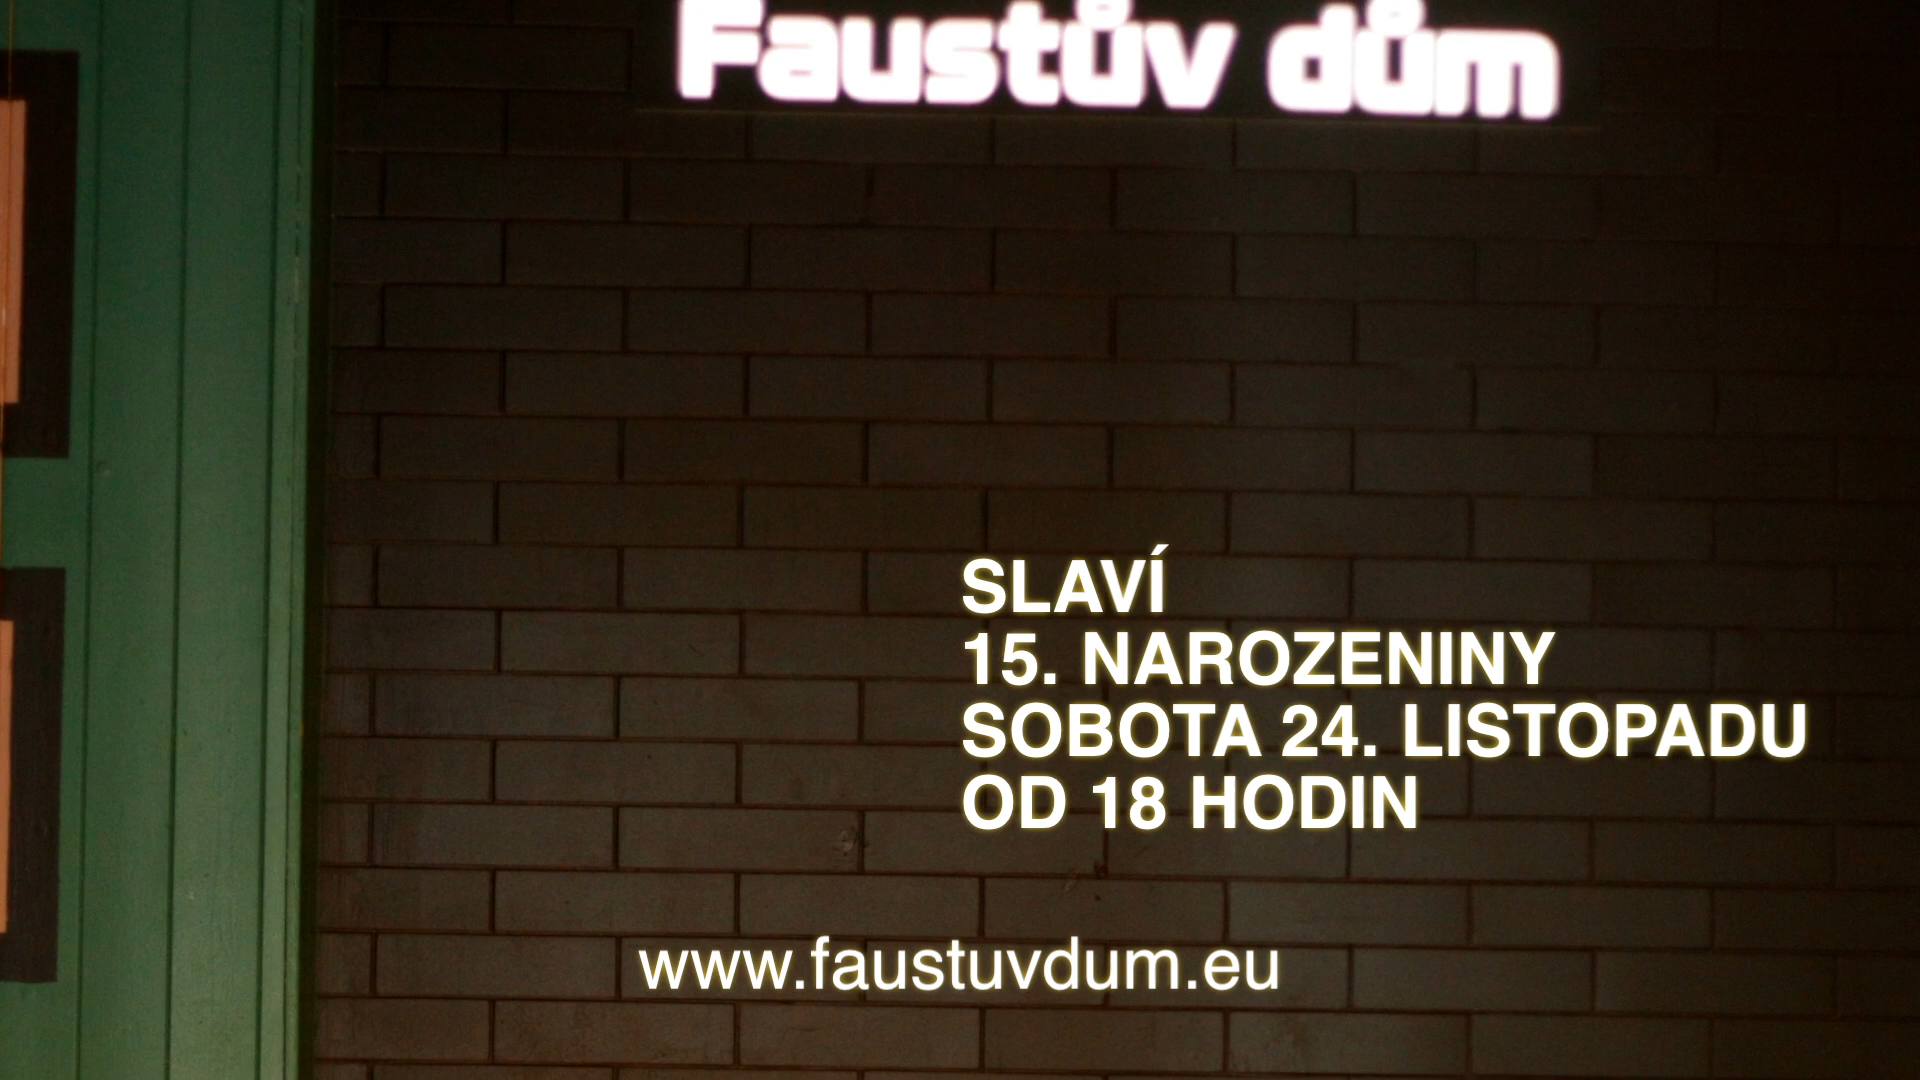 Faustův dům
SLAVÍ
15. NAROZENINY
SOBOTA 24. LISTOPADU
OD 18 HODIN
www.faustuvdum.eu